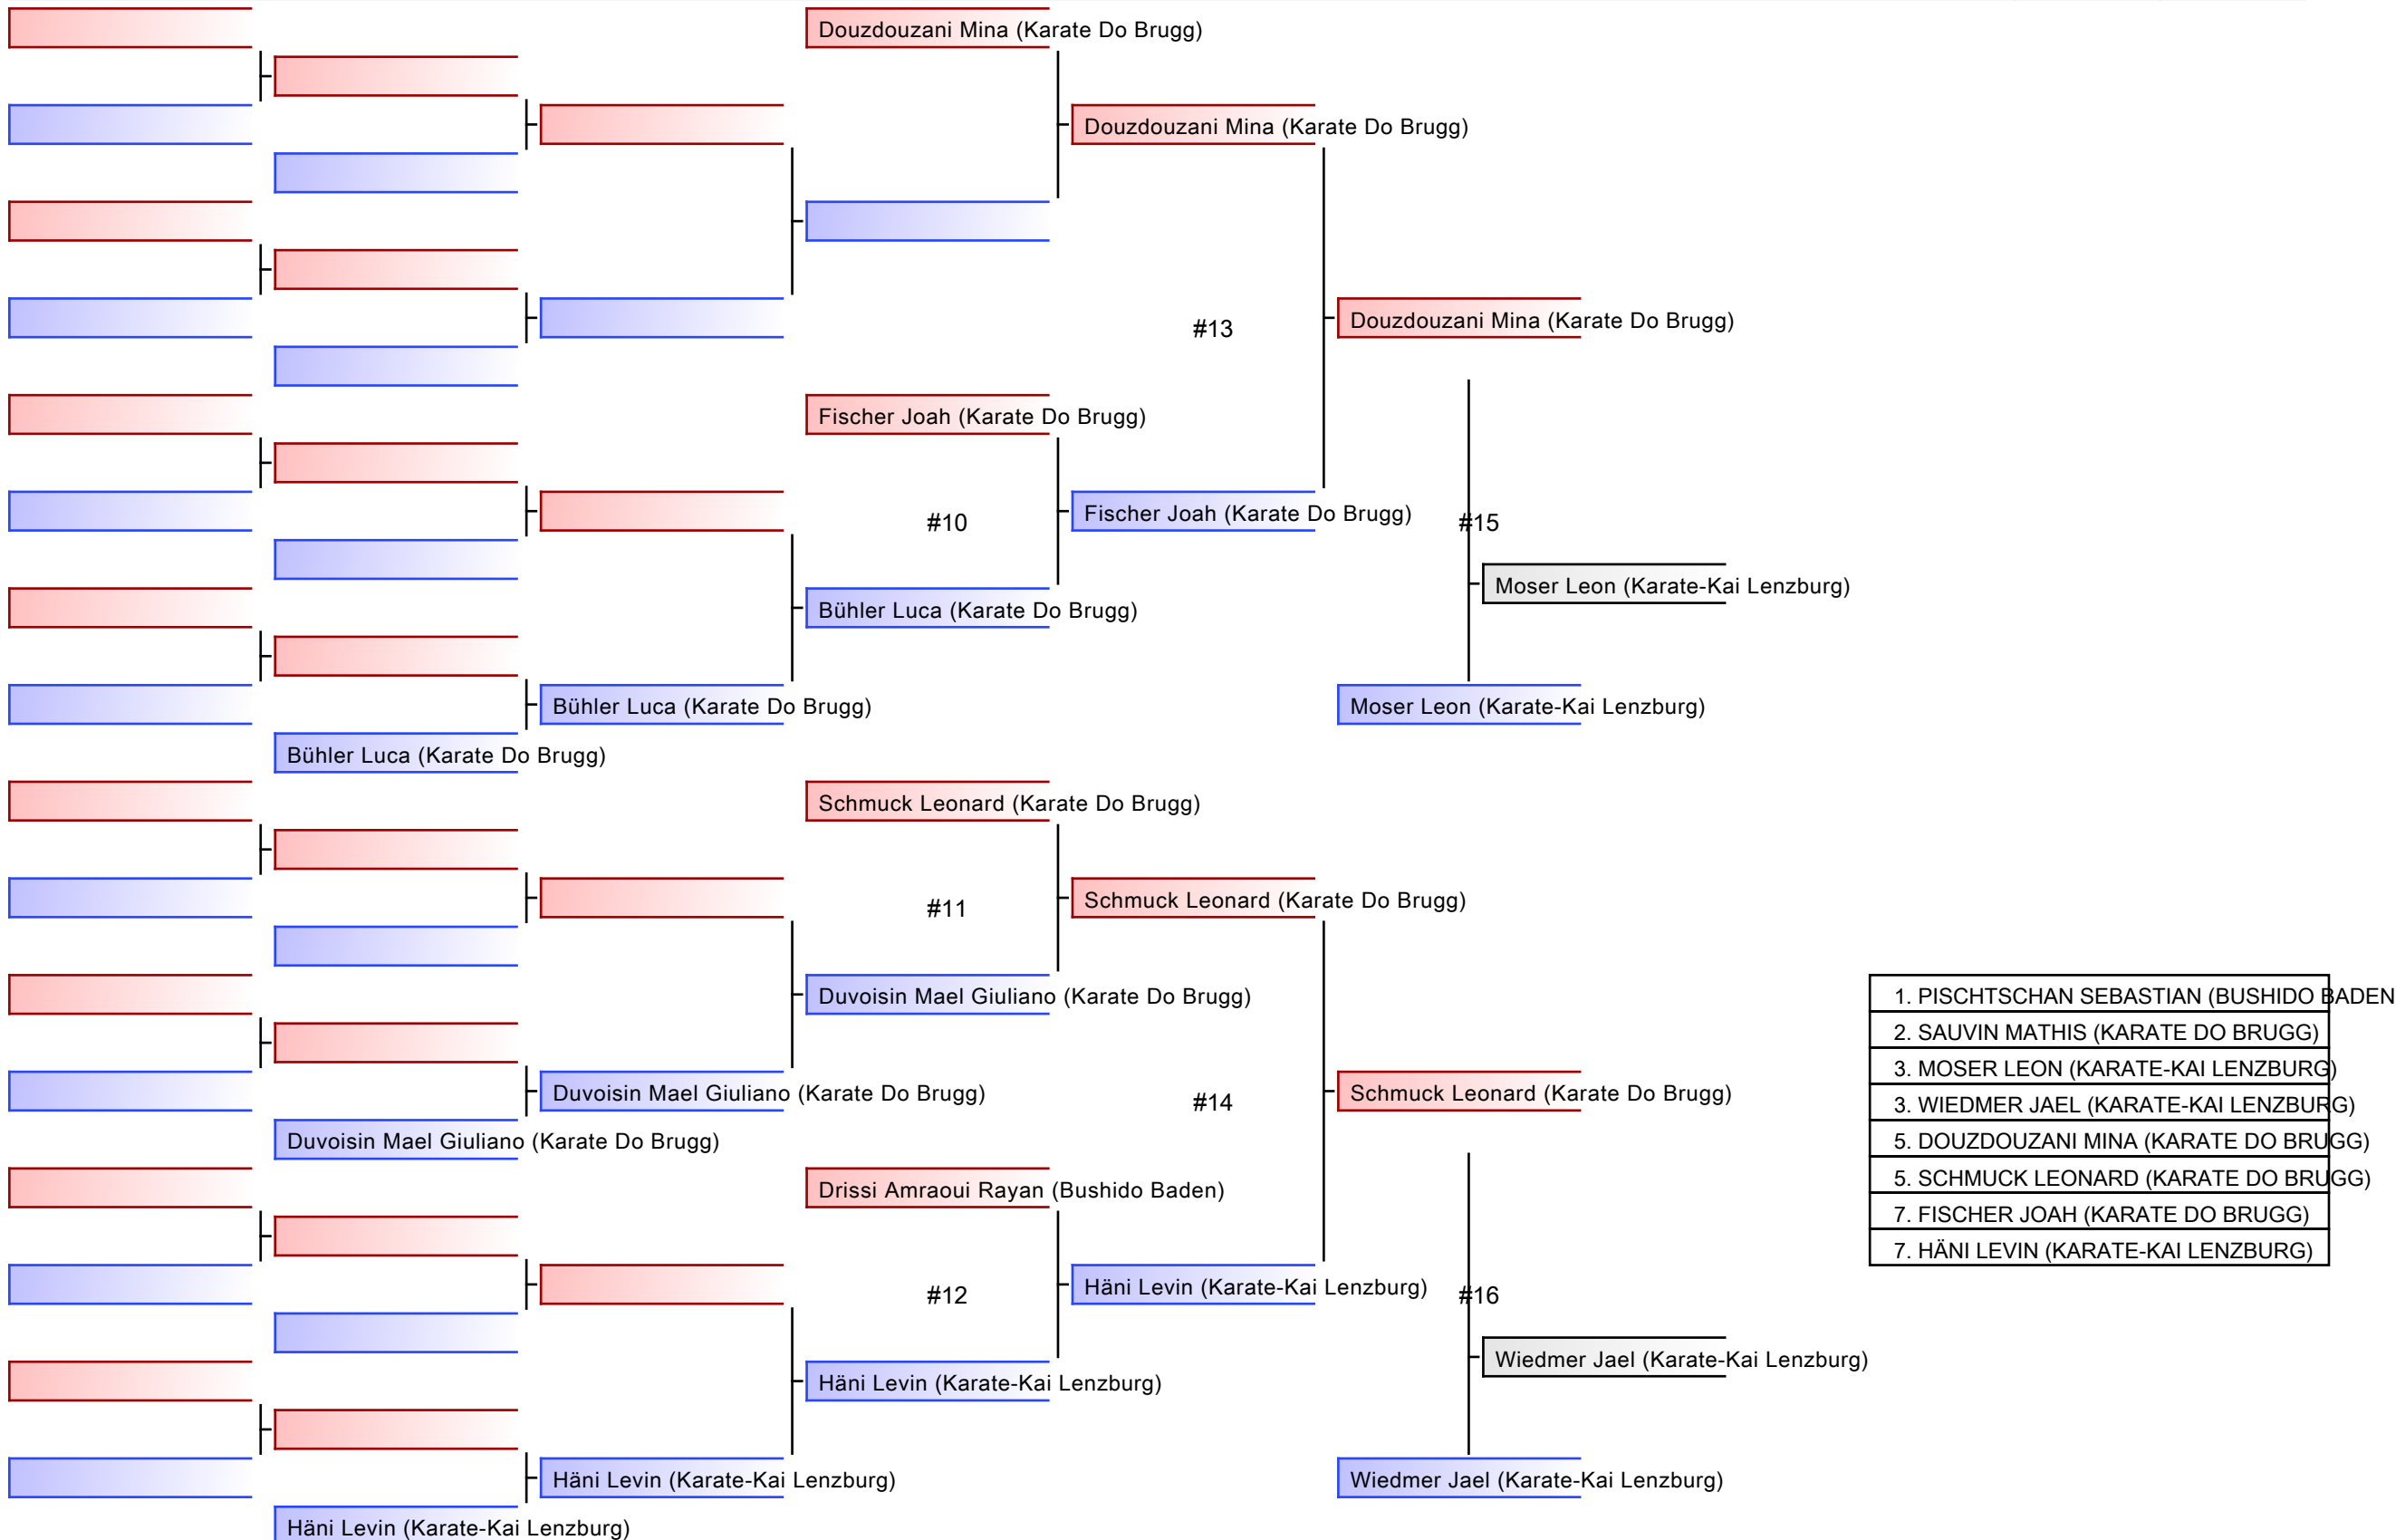 Douzdouzani Mina (Karate Do Brugg)
Douzdouzani Mina (Karate Do Brugg)
#13
Douzdouzani Mina (Karate Do Brugg)
Fischer Joah (Karate Do Brugg)
#10
Fischer Joah (Karate Do Brugg)
#15
Moser Leon (Karate-Kai Lenzburg)
Bühler Luca (Karate Do Brugg)
Bühler Luca (Karate Do Brugg)
Moser Leon (Karate-Kai Lenzburg)
Bühler Luca (Karate Do Brugg)
Schmuck Leonard (Karate Do Brugg)
#11
Schmuck Leonard (Karate Do Brugg)
Duvoisin Mael Giuliano (Karate Do Brugg)
Duvoisin Mael Giuliano (Karate Do Brugg)
#14
Schmuck Leonard (Karate Do Brugg)
Duvoisin Mael Giuliano (Karate Do Brugg)
Drissi Amraoui Rayan (Bushido Baden)
#12
Häni Levin (Karate-Kai Lenzburg)
#16
Wiedmer Jael (Karate-Kai Lenzburg)
Häni Levin (Karate-Kai Lenzburg)
Häni Levin (Karate-Kai Lenzburg)
Wiedmer Jael (Karate-Kai Lenzburg)
Häni Levin (Karate-Kai Lenzburg)
1. PISCHTSCHAN SEBASTIAN (BUSHIDO BADEN
2. SAUVIN MATHIS (KARATE DO BRUGG)
3. MOSER LEON (KARATE-KAI LENZBURG)
3. WIEDMER JAEL (KARATE-KAI LENZBURG)
5. DOUZDOUZANI MINA (KARATE DO BRUGG)
5. SCHMUCK LEONARD (KARATE DO BRUGG)
7. FISCHER JOAH (KARATE DO BRUGG)
7. HÄNI LEVIN (KARATE-KAI LENZBURG)